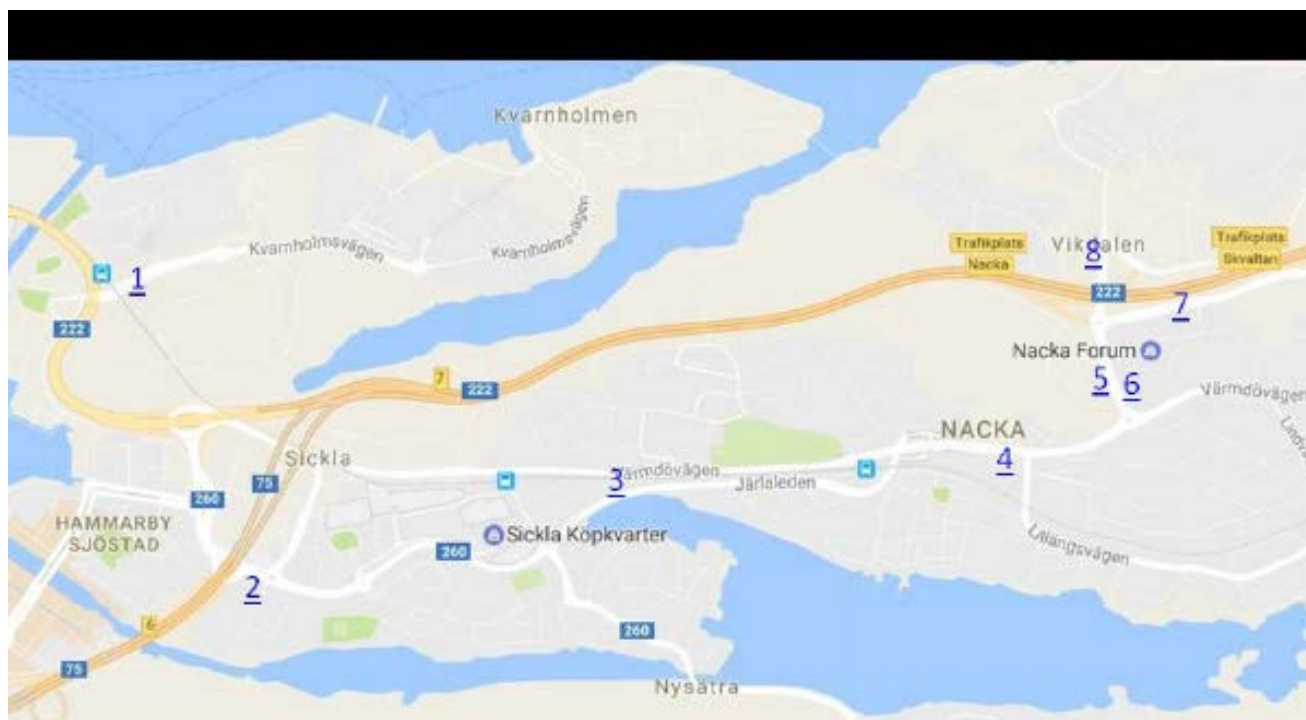 Kvarnholmen
Kvarnholmsvägen
Kvarnholmsvägen
Trafikplats
Nacka
Vikdalen
Trafikplats
Skvaltan
8
1
222
7
222
Nacka Forum
7
222
5
6
Värmdövägen
Lindv
NACKA
Sickla
4
Värmdövägen
3
Järlaleden
75
260
HAMMARBY
SJÖSTAD
Sickla Köpkvarter
260
Lillängsvägen
2
6
260
75
Nysätra